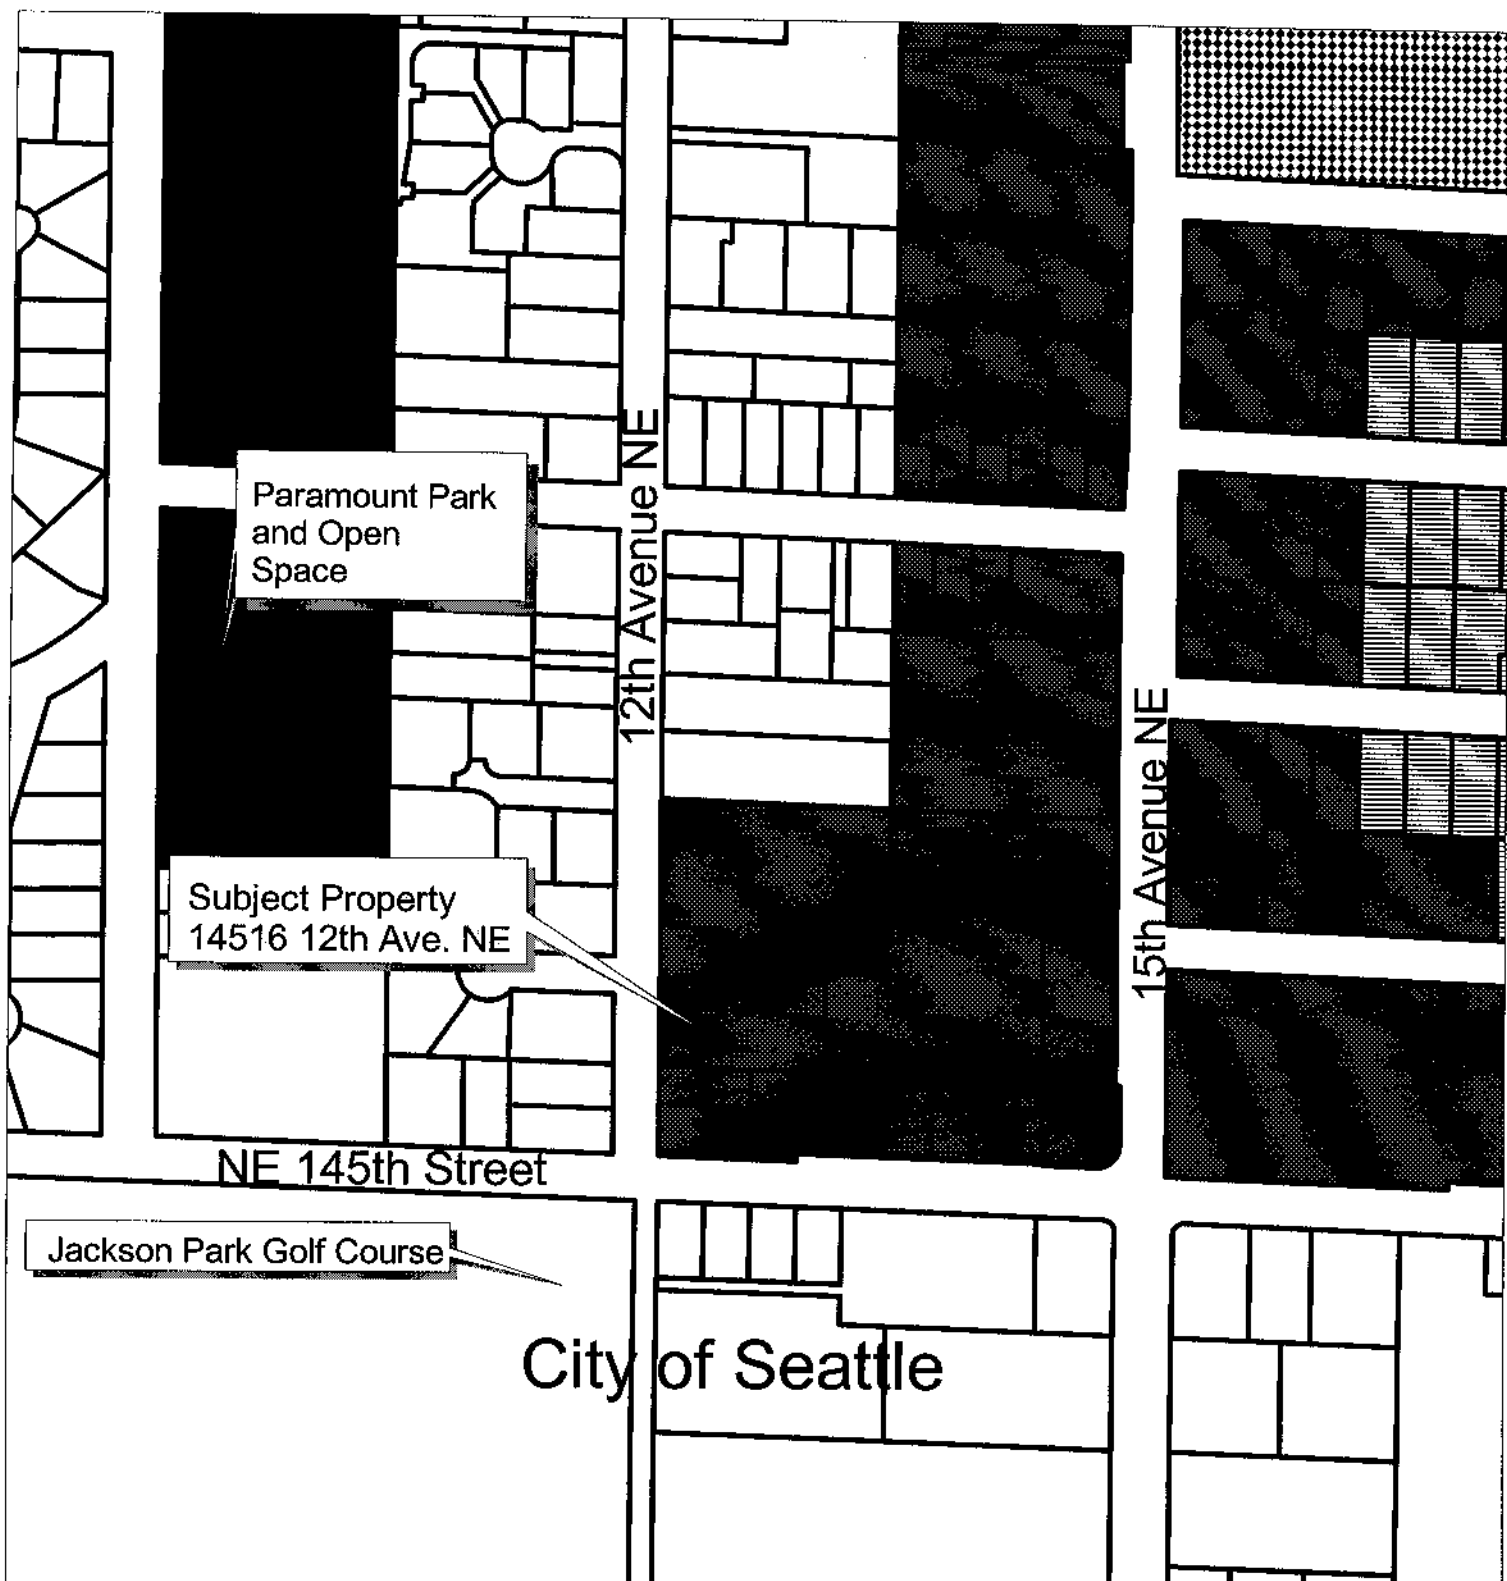 Paramount Park
and Open
Space
12th Avenue NE
15th Avenue NE
Subject Property
14516 12th Ave. NE
NE 145th Street
Jackson Park Golf Course
City of Seattle